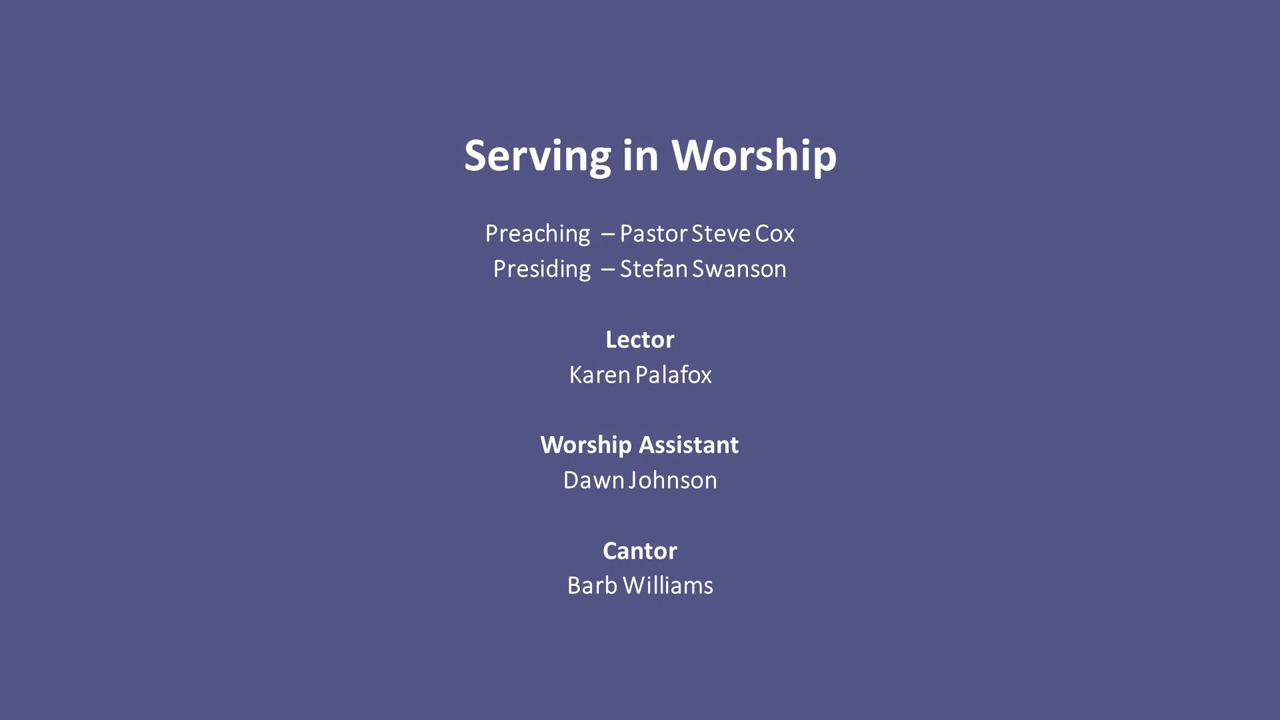 Serving in Worship
Preaching – Pastor Steve Cox
Presiding – Stefan Swanson
Lector
Karen Palafox
Worship Assistant
Dawn Johnson
Cantor
Barb Williams